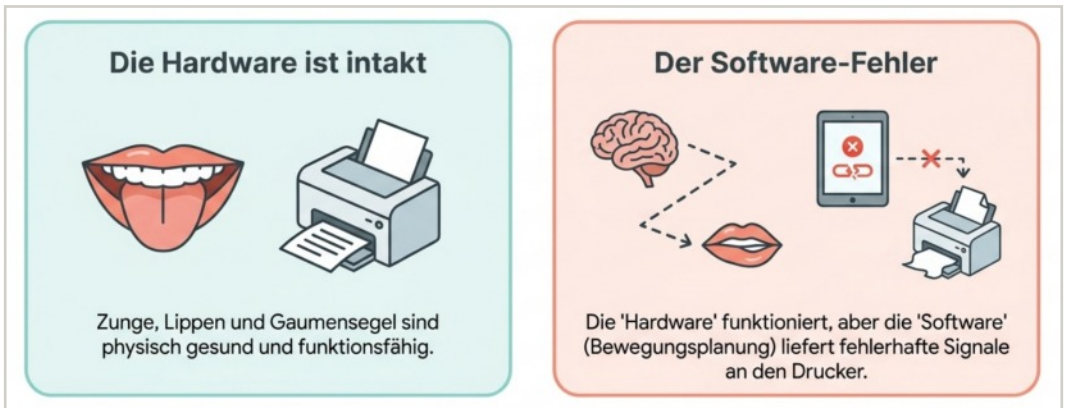 Die Hardware ist intakt
Zunge, Lippen und Gaumensegel sind
physisch gesund und funktionsfähig.
Der Software-Fehler
Die 'Hardware' funktioniert, aber die 'Software'
(Bewegungsplanung) liefert fehlerhafte Signale
an den Drucker.